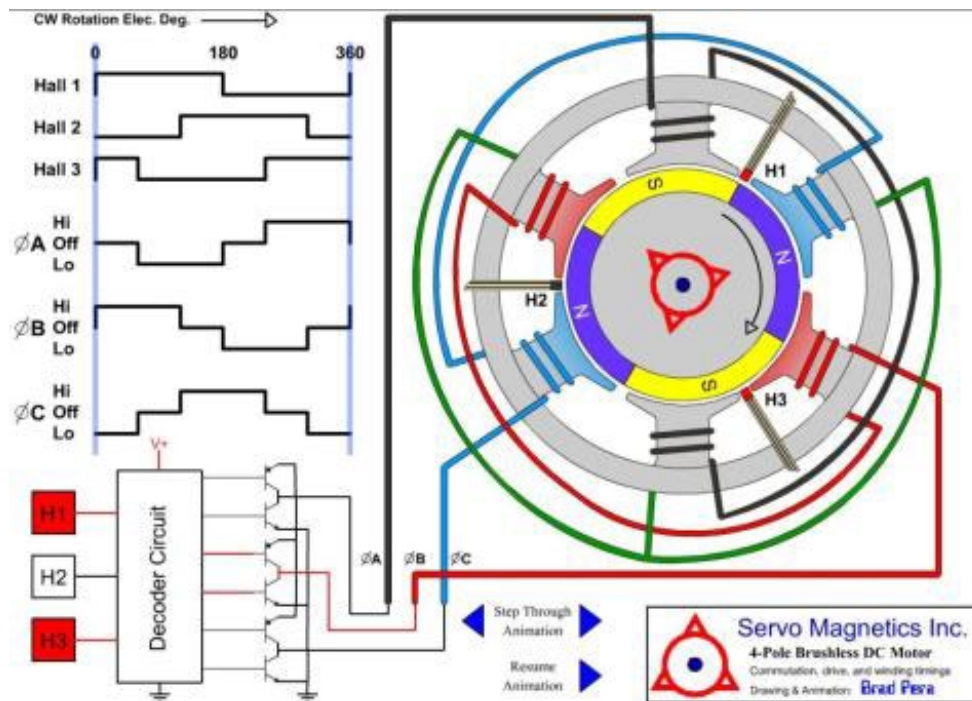 CW Rotation Elec. Deg.
0 180 360
Hall 1
Hall 2
Hall 3
Hi
ØA Off
Lo
Hi
ØB Off
Lo
Hi
ØC Off
Lo
S
N
N
S
H1
H2
H3
V+
H1
H2
H3
Decoder Circuit
ØA ØB ØC
Step Through
Animation
Resume
Animation
Servo Magnetics Inc.
4-Pole Brushless DC Motor
Commutation, drive, and winding timings
Drawing & Animation: Brad Pera